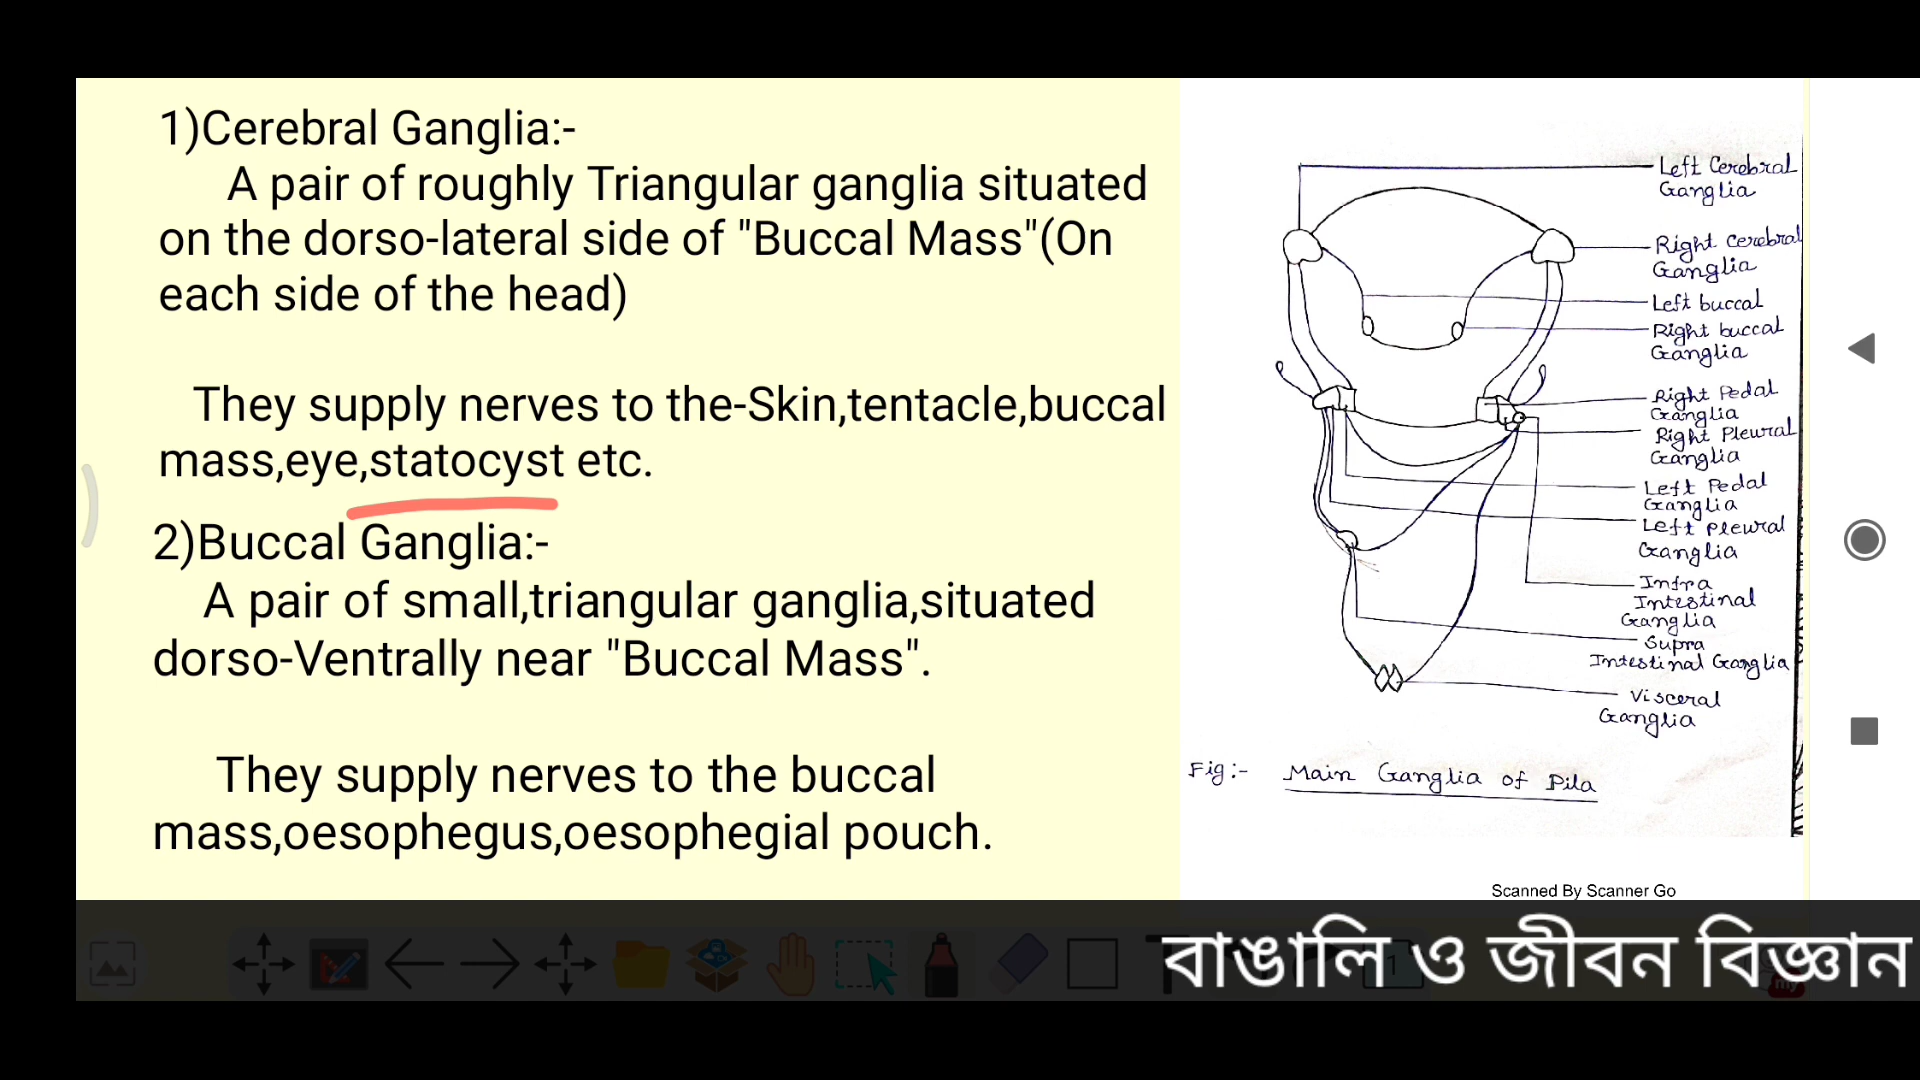 1)Cerebral Ganglia:-
A pair of roughly Triangular ganglia situated
on the dorso-lateral side of "Buccal Mass"(On
each side of the head)
They supply nerves to the-Skin,tentacle,buccal
mass,eye,statocyst etc.
2)Buccal Ganglia:-
A pair of small,triangular ganglia,situated
dorso-Ventrally near "Buccal Mass".
They supply nerves to the buccal
mass,oesophegus,oesophegial pouch.
Left Cerebral
Ganglia
Right Cerebral
Ganglia
Left buccal
Right buccal
Ganglia
Right Pedal
Ganglia
Right Pleural
Ganglia
Left Pedal
Ganglia
Left Pleural
Ganglia
Infra
Intestinal
Ganglia
Supra
Intestinal Ganglia
Visceral
Ganglia
Fig:- Main Ganglia of Pila
Scanned By Scanner Go
বাঙালি ও জীবন বিজ্ঞান